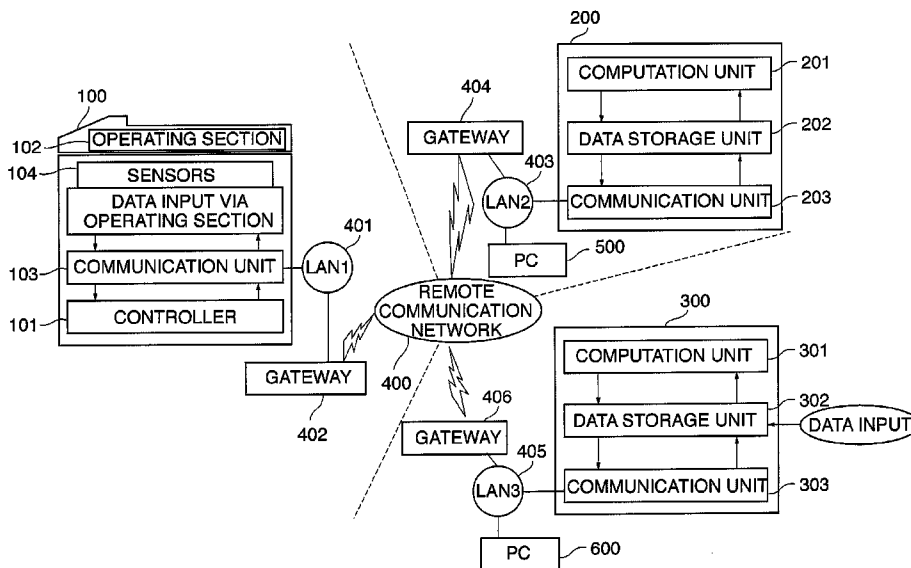 100
102
OPERATING SECTION
104
SENSORS
DATA INPUT VIA
OPERATING SECTION
103
COMMUNICATION UNIT
101
CONTROLLER
401
LAN1
GATEWAY
402
REMOTE
COMMUNICATION
NETWORK
400
404
GATEWAY
403
LAN2
PC
500
200
COMPUTATION UNIT
201
DATA STORAGE UNIT
202
COMMUNICATION UNIT
203
406
GATEWAY
405
LAN3
PC
600
300
COMPUTATION UNIT
301
DATA STORAGE UNIT
302
DATA INPUT
COMMUNICATION UNIT
303